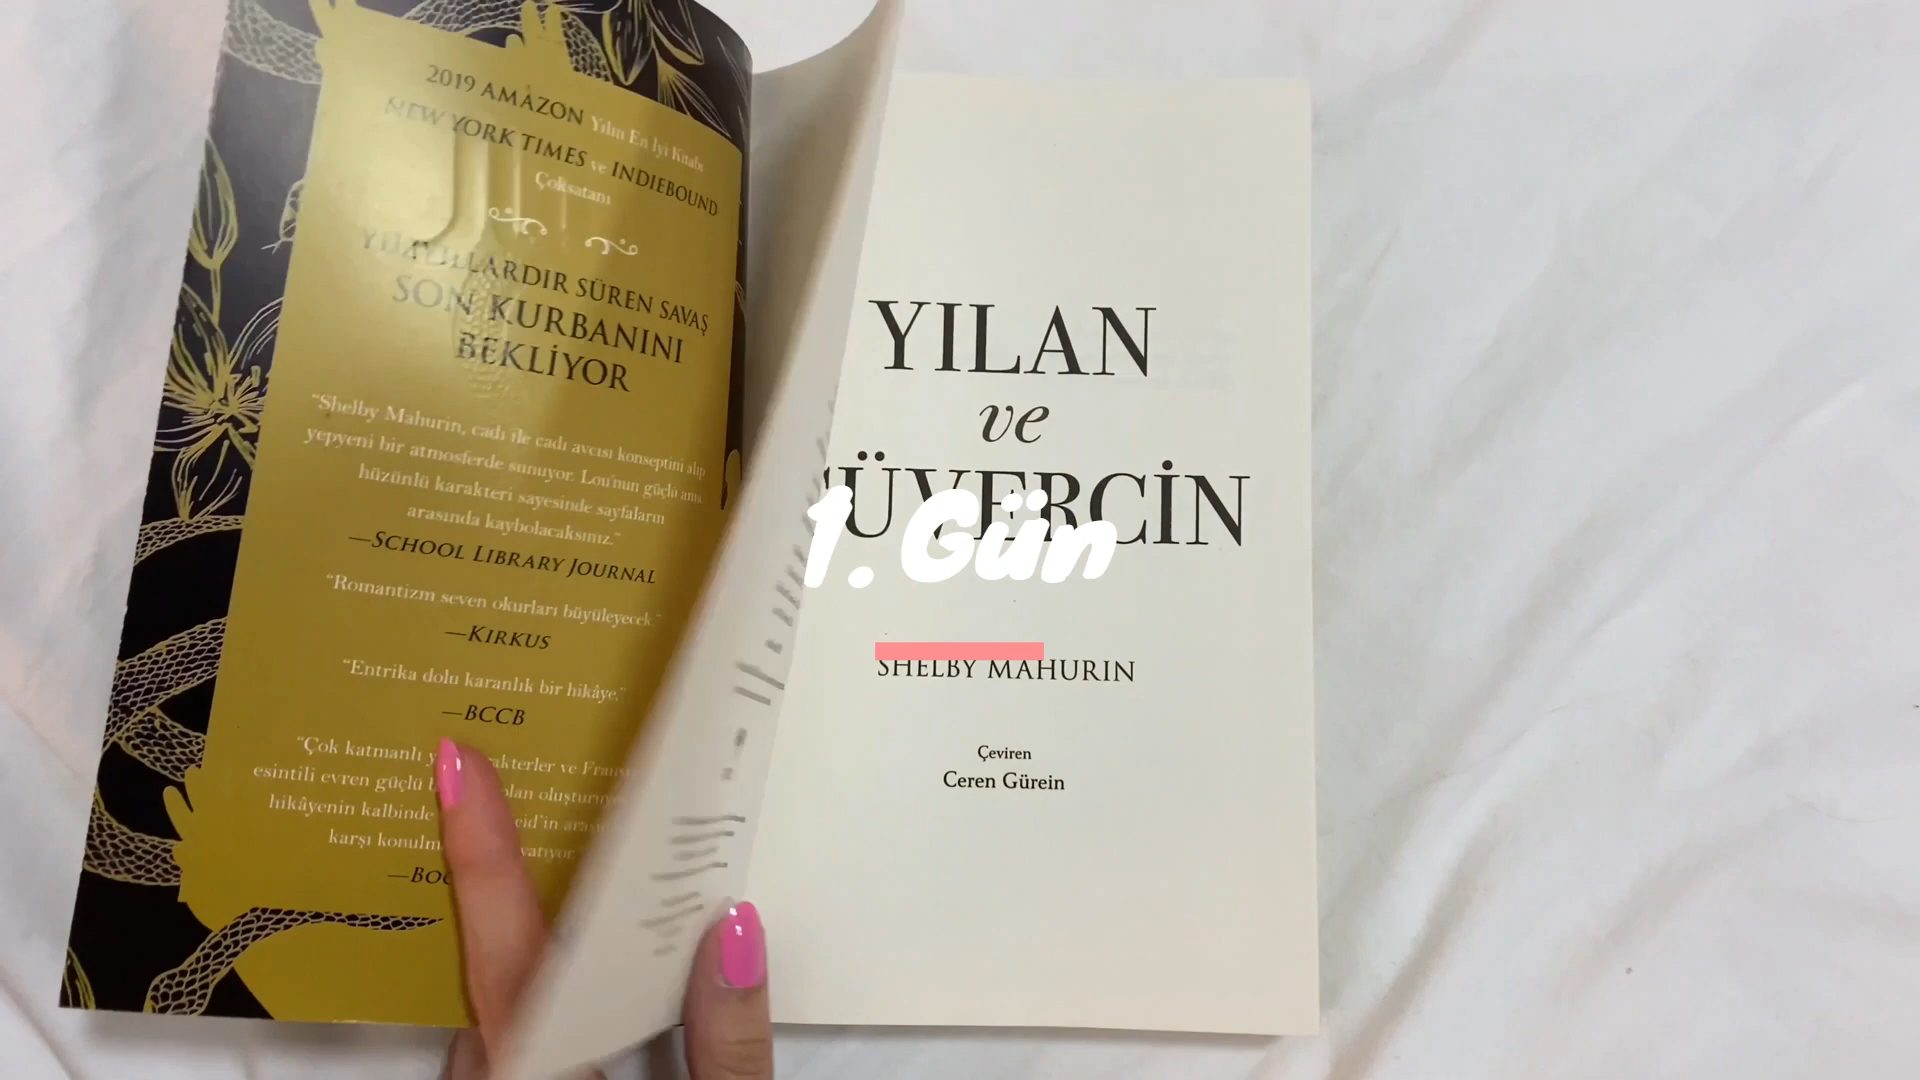 2019 AMAZON Yılın En İyi Kitabı
NEW YORK TIMES ve INDIEBOUND
Çoksatanı
YÜZYILLARDIR SÜREN SAVAŞ
SON KURBANINI
BEKLİYOR
“Shelby Mahurin, cadı ile cadı avcısı konseptini alıp
yepyeni bir atmosferde sunuyor. Lou'nun güçlü ama
hüzünlü karakteri sayesinde sayfaların
arasında kaybolacaksınız.”
—SCHOOL LIBRARY JOURNAL
“Romantizm seven okurları büyüleyecek.”
—KIRKUS
“Entrika dolu karanlık bir hikâye.”
—BCCB
“Çok katmanlı ve
esintili evren güçlü
hikâyenin kalbinde
karşı
YILAN
ve
ÜVERCİN
1. Gün
SHELBY MAHURIN
Çeviren
Ceren Gürein